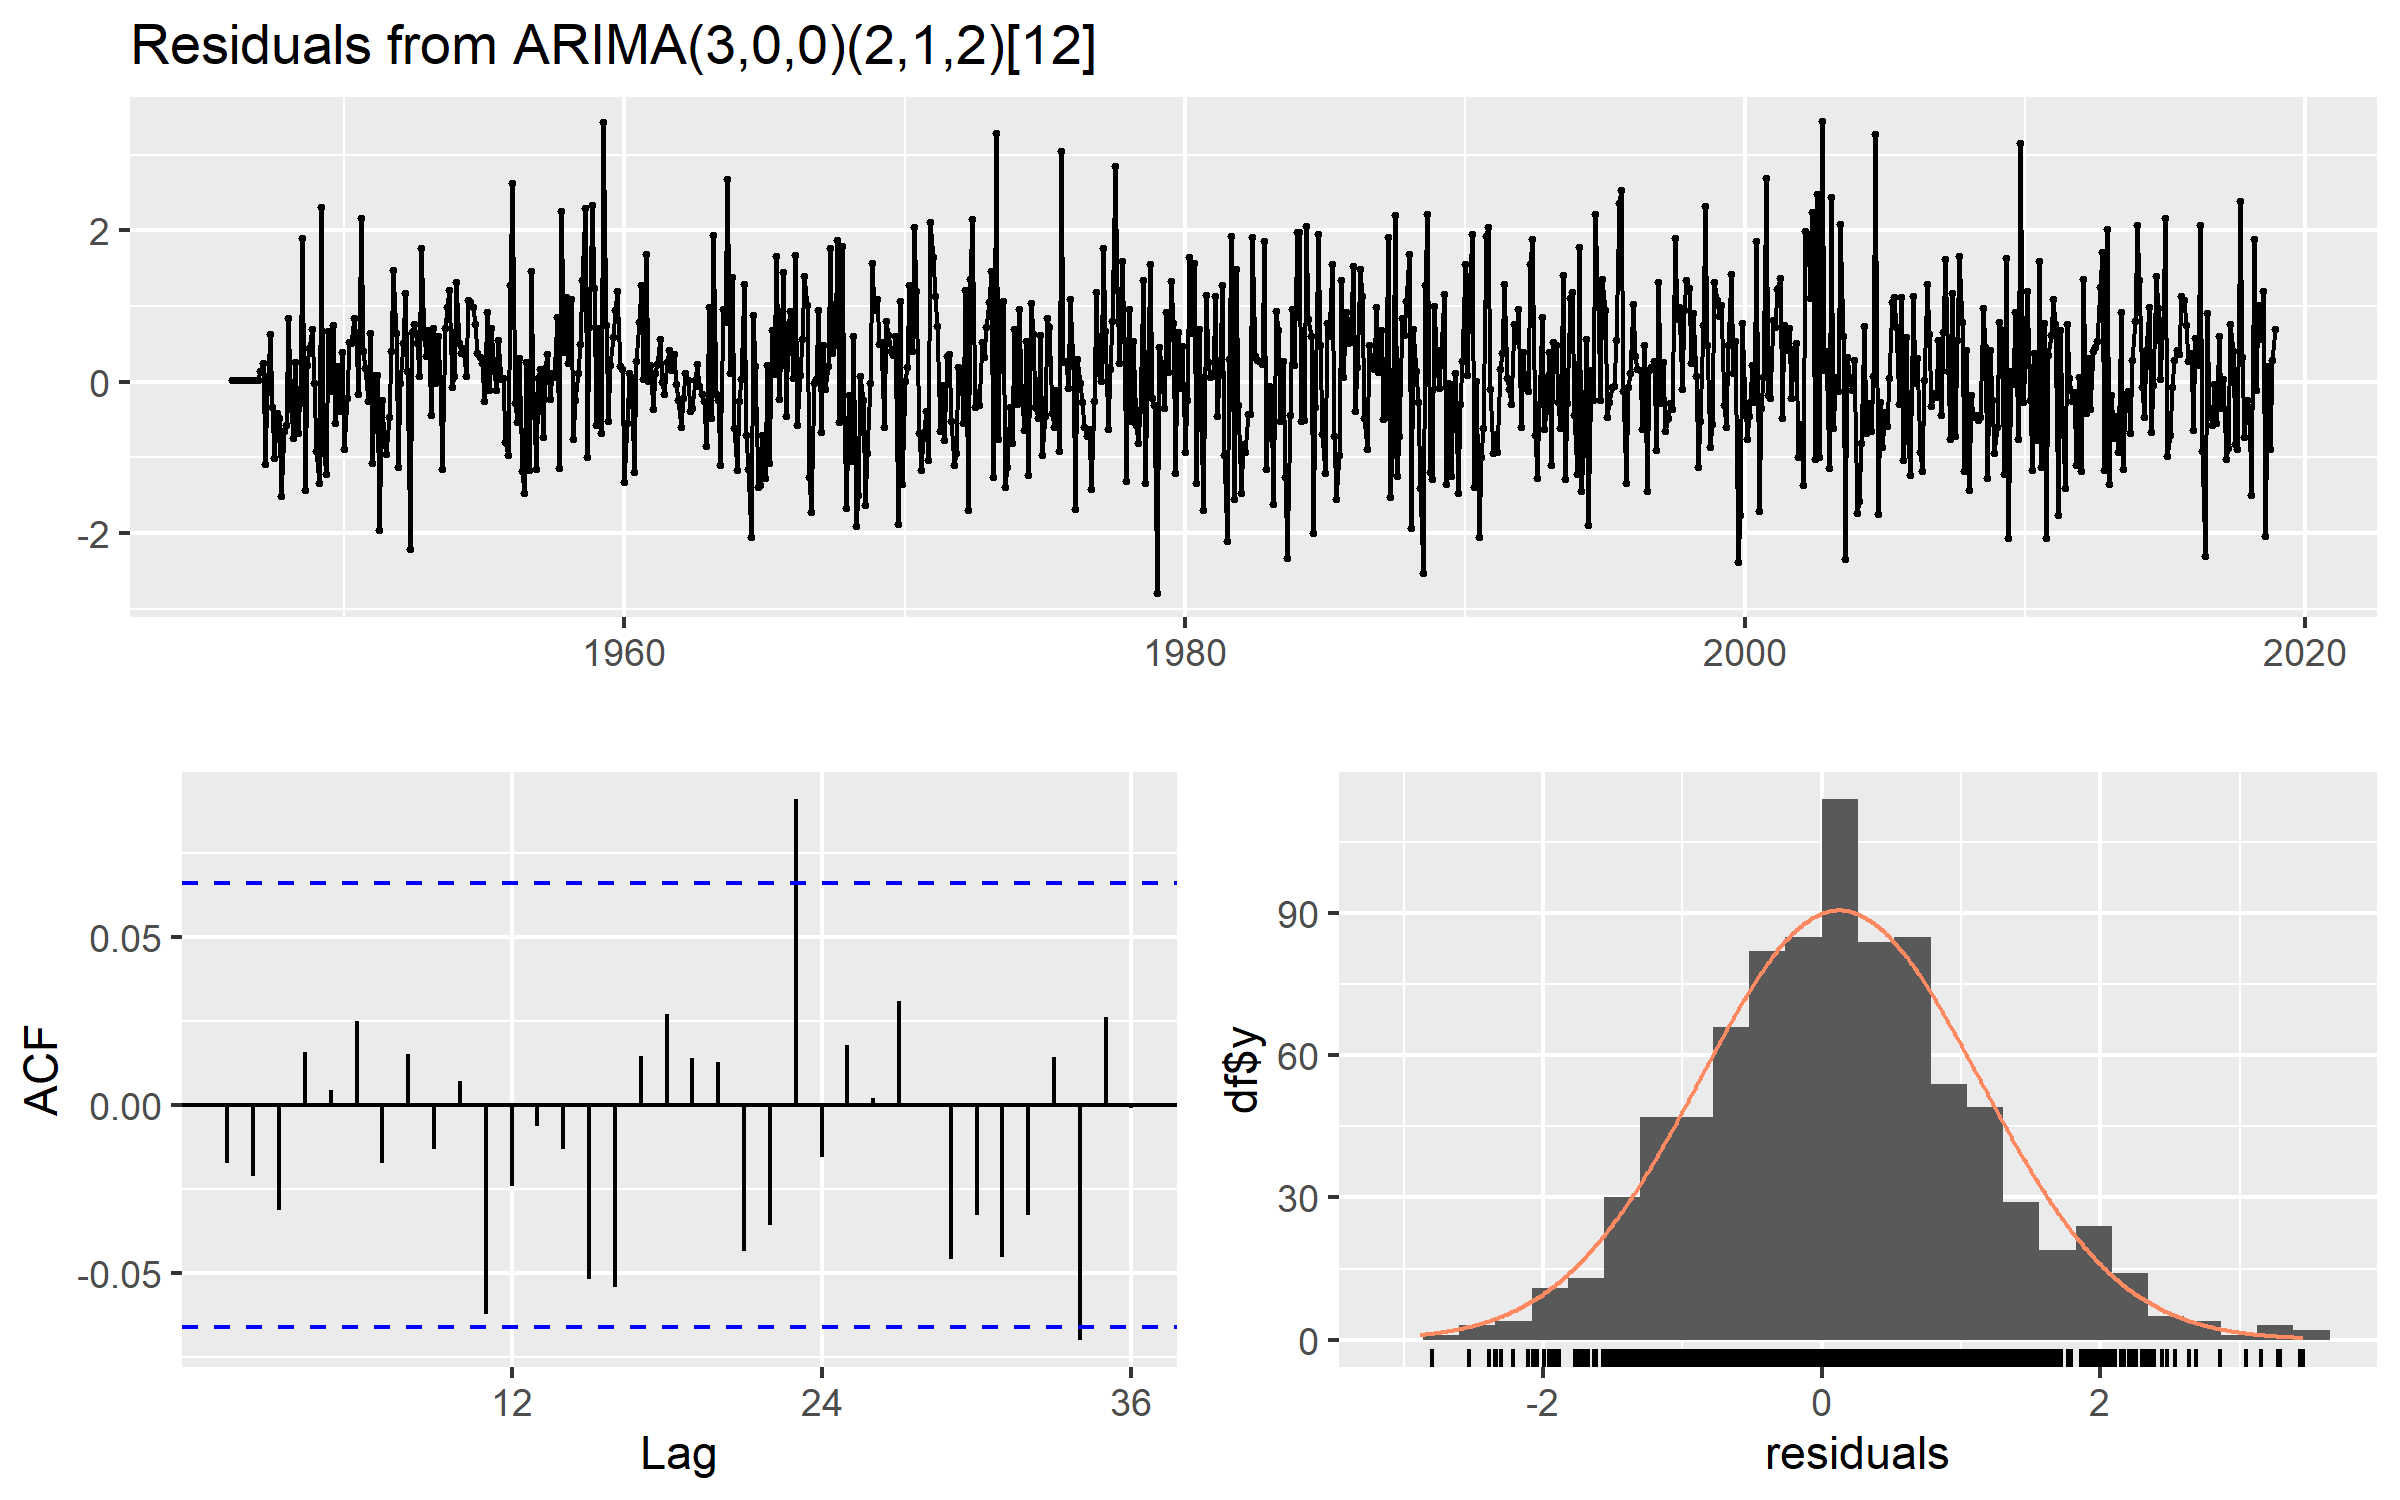 Residuals from ARIMA(3,0,0)(2,1,2)[12]
2
0
-2
1960 1980 2000 2020
ACF
0.05
0.00
-0.05
12 24 36
Lag
df$y
90
60
30
0
-2 0 2
residuals